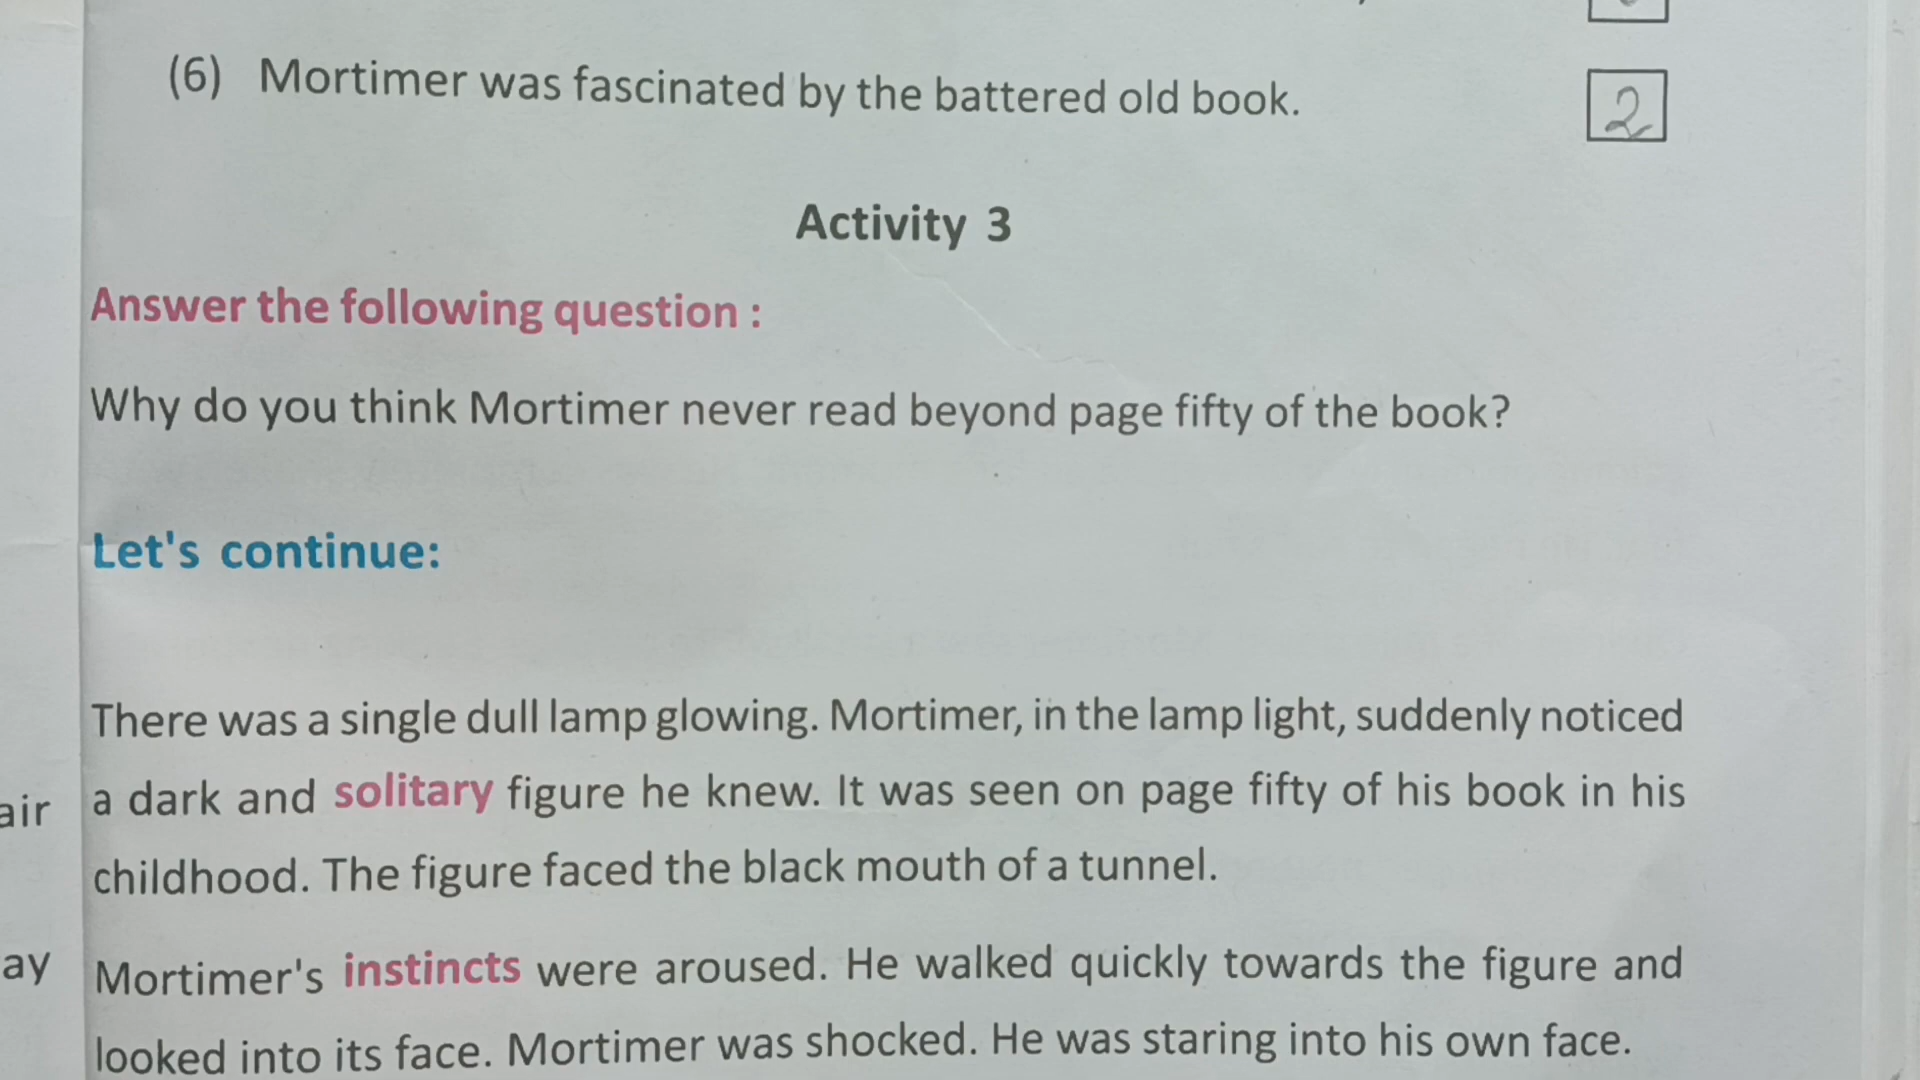 (6) Mortimer was fascinated by the battered old book.
2
Activity 3
Answer the following question :
Why do you think Mortimer never read beyond page fifty of the book?
Let's continue:
There was a single dull lamp glowing. Mortimer, in the lamp light, suddenly noticed
air
a dark and solitary figure he knew. It was seen on page fifty of his book in his
childhood. The figure faced the black mouth of a tunnel.
ay
Mortimer's instincts were aroused. He walked quickly towards the figure and
looked into its face. Mortimer was shocked. He was staring into his own face.